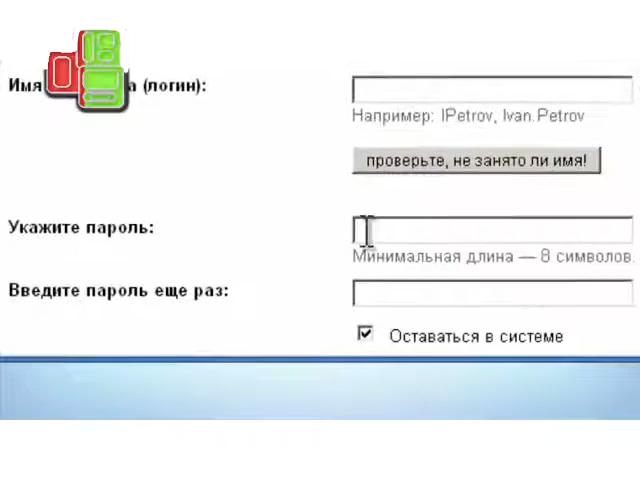 Имя а (логин):
Например: IPetrov, Ivan.Petrov
проверьте, не занято ли имя!
Укажите пароль:
Минимальная длина — 8 символов.
Введите пароль еще раз:
Оставаться в системе